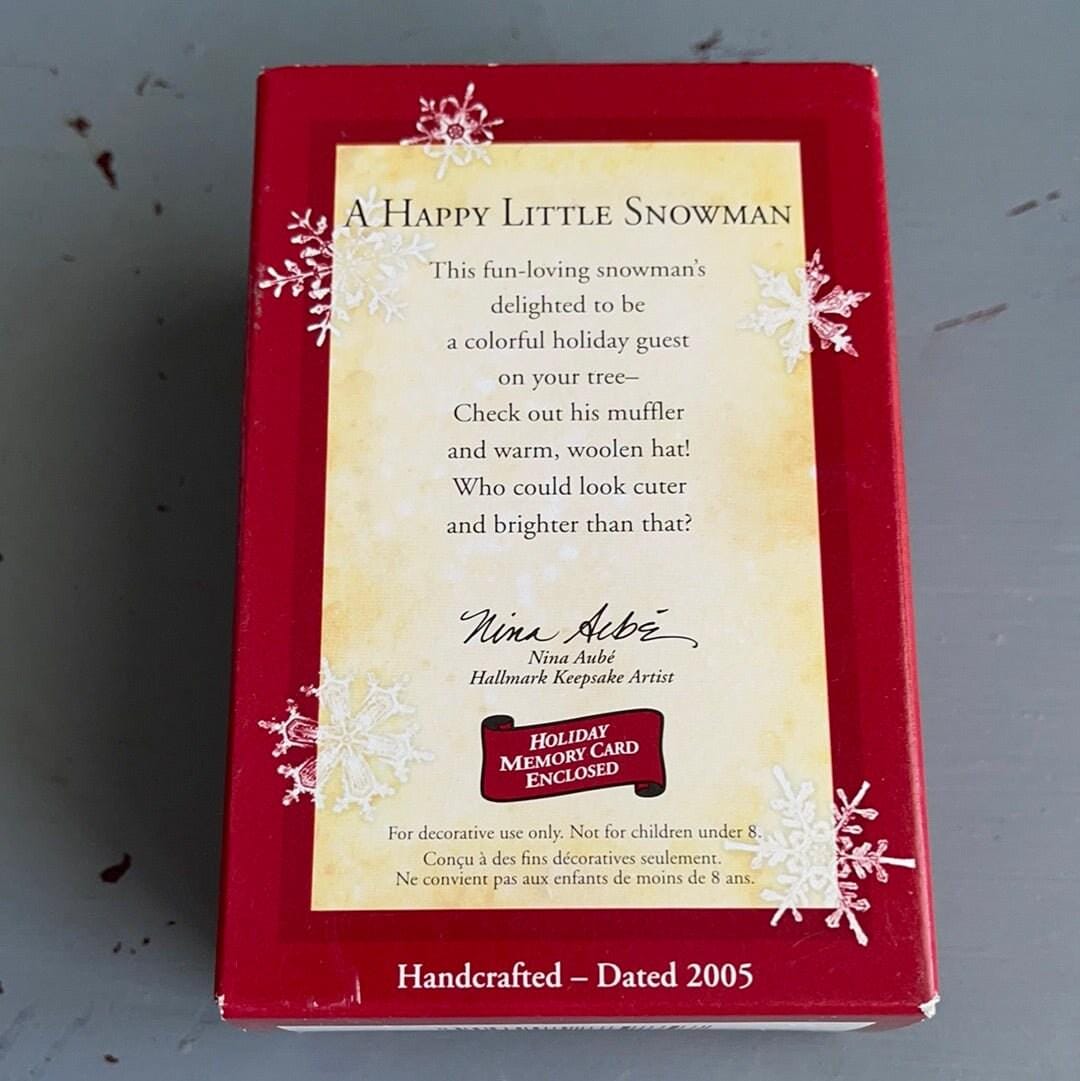 A Happy Little Snowman
This fun-loving snowman's
delighted to be
a colorful holiday guest
on your tree–
Check out his muffler
and warm, woolen hat!
Who could look cuter
and brighter than that?
Nina Aubé
Nina Aubé
Hallmark Keepsake Artist
Holiday
Memory Card
Enclosed
For decorative use only. Not for children under 8.
Conçu à des fins décoratives seulement.
Ne convient pas aux enfants de moins de 8 ans.
Handcrafted – Dated 2005